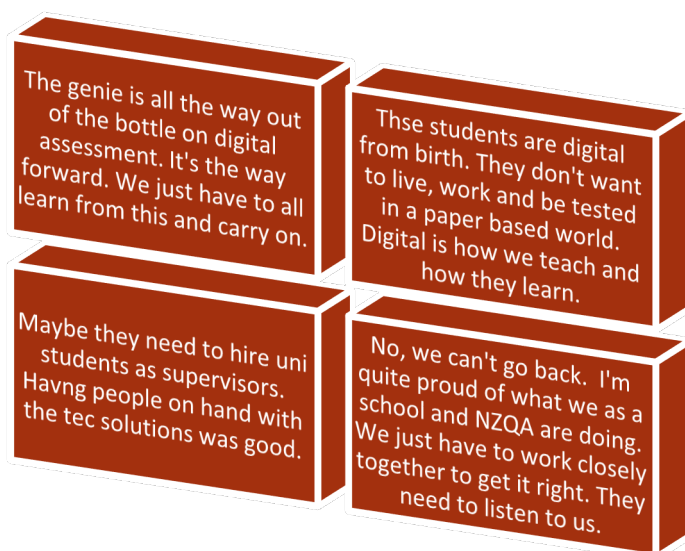 The genie is all the way out
of the bottle on digital
assessment. It's the way
forward. We just have to all
learn from this and carry on.
Thse students are digital
from birth. They don't want
to live, work and be tested
in a paper based world.
Digital is how we teach and
how they learn.
Maybe they need to hire uni
students as supervisors.
Havng people on hand with
the tec solutions was good.
No, we can't go back.  I'm
quite proud of what we as a
school and NZQA are doing.
We just have to work closely
together to get it right. They
need to listen to us.